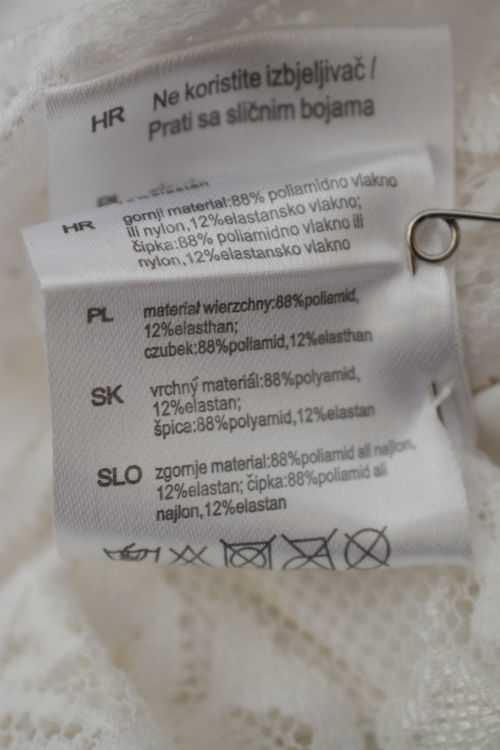 HR Ne koristite izbjeljivač /
Prati sa sličnim bojama
HR gornji material:88% poliamidno vlakno
ili nylon,12%elastansko vlakno;
čipka:88% poliamidno vlakno ili
nylon,12%elastansko vlakno
PL materiał wierzchny:88%poliamid,
12%elasthan;
czubek:88%poliamid,12%elasthan
SK vrchný materiál:88%polyamid,
12%elastan;
špica:88%polyamid,12%elastan
SLO zgornje material:88%poliamid ali najlon,
12%elastan; čipka:88%poliamid ali
najlon,12%elastan